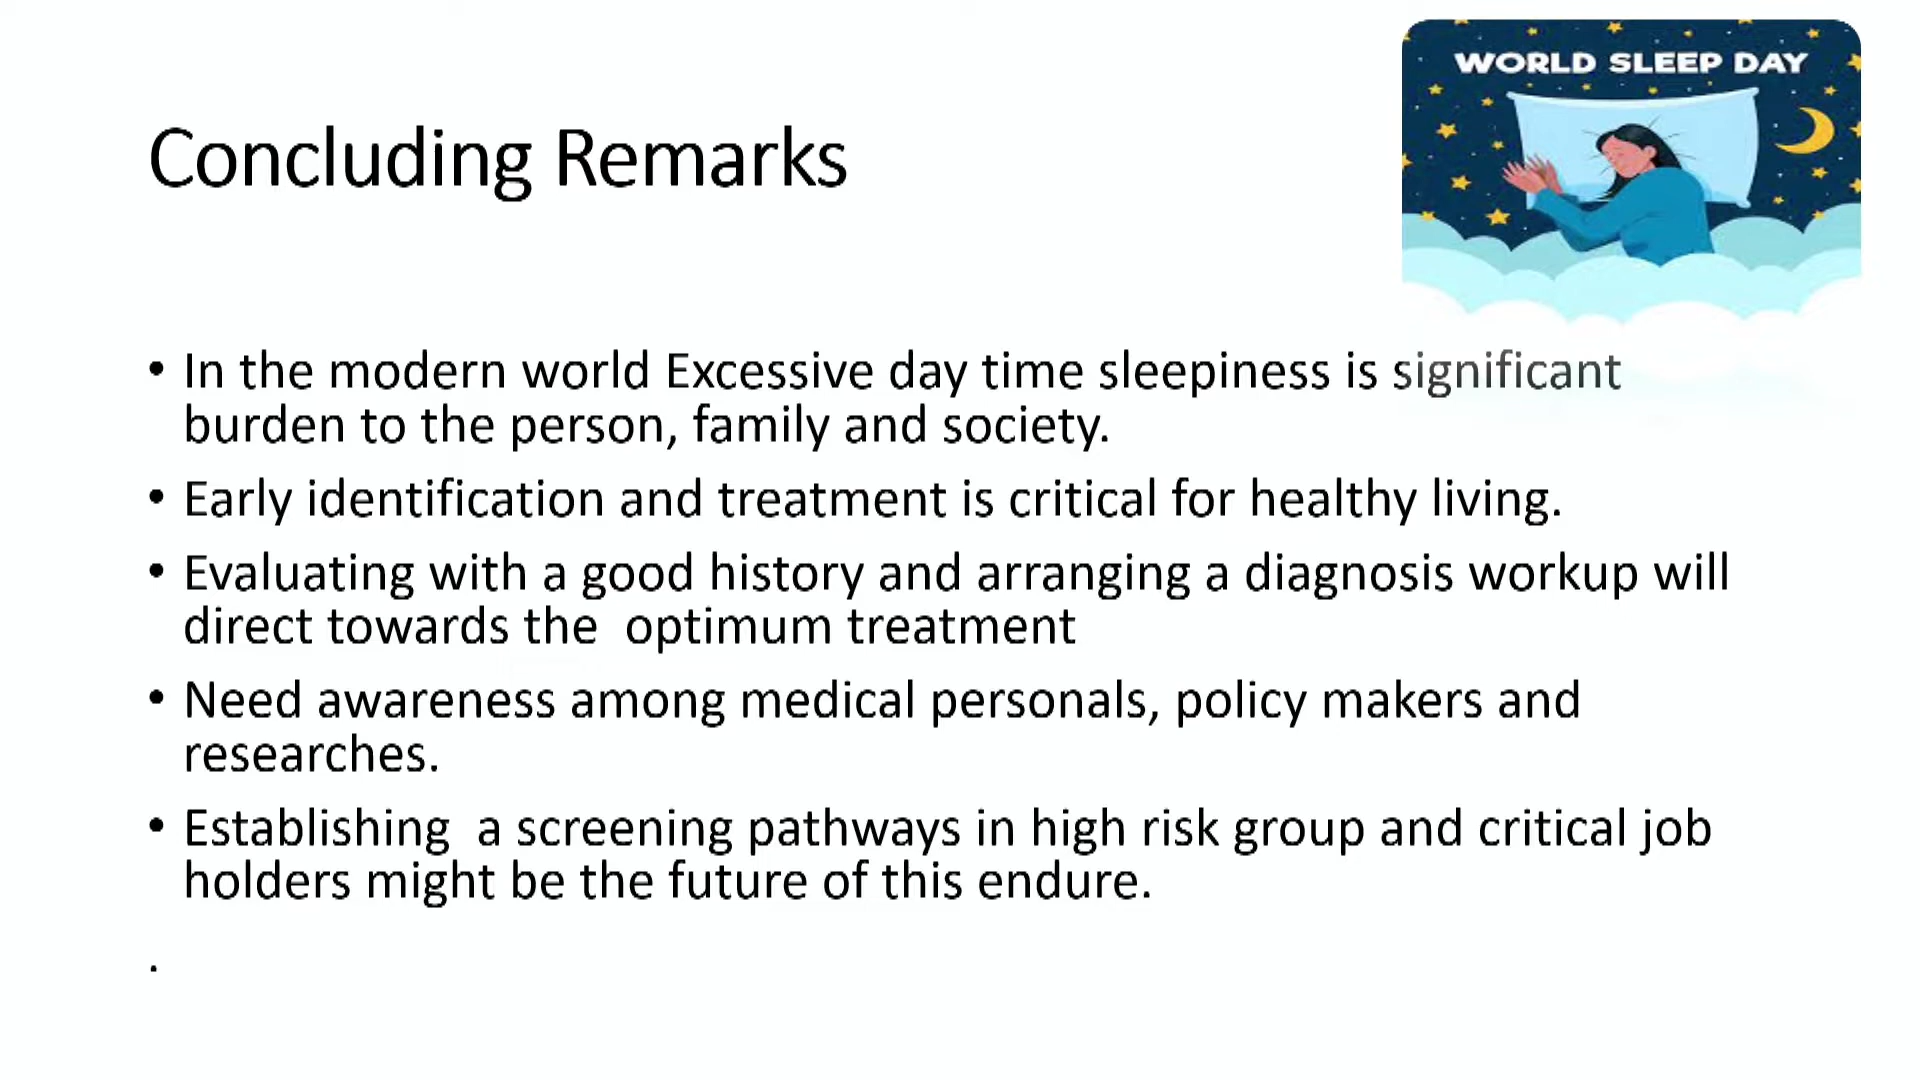 WORLD SLEEP DAY
Concluding Remarks
• In the modern world Excessive day time sleepiness is significant
burden to the person, family and society.
• Early identification and treatment is critical for healthy living.
• Evaluating with a good history and arranging a diagnosis workup will
direct towards the  optimum treatment
• Need awareness among medical personals, policy makers and
researches.
• Establishing  a screening pathways in high risk group and critical job
holders might be the future of this endure.
.